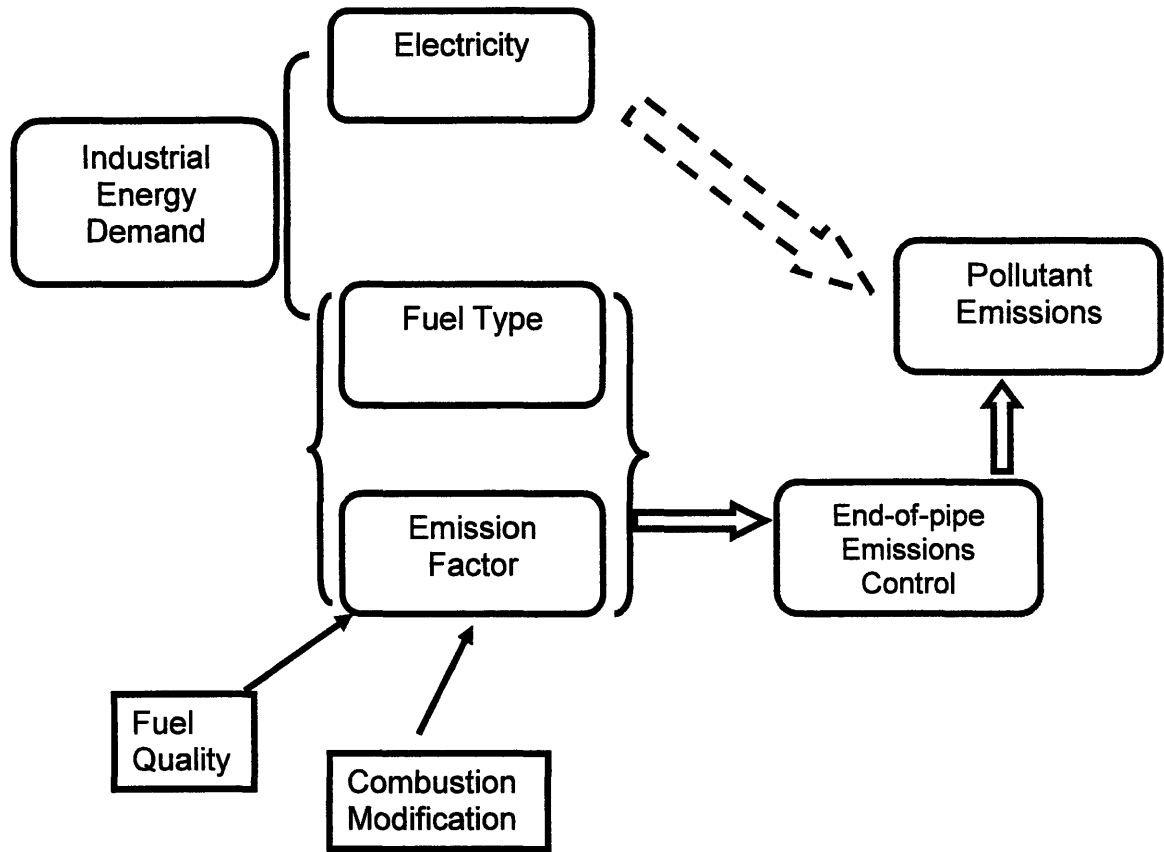 Electricity
Industrial
Energy
Demand
Pollutant
Emissions
Fuel Type
Emission
Factor
End-of-pipe
Emissions
Control
Fuel
Quality
Combustion
Modification